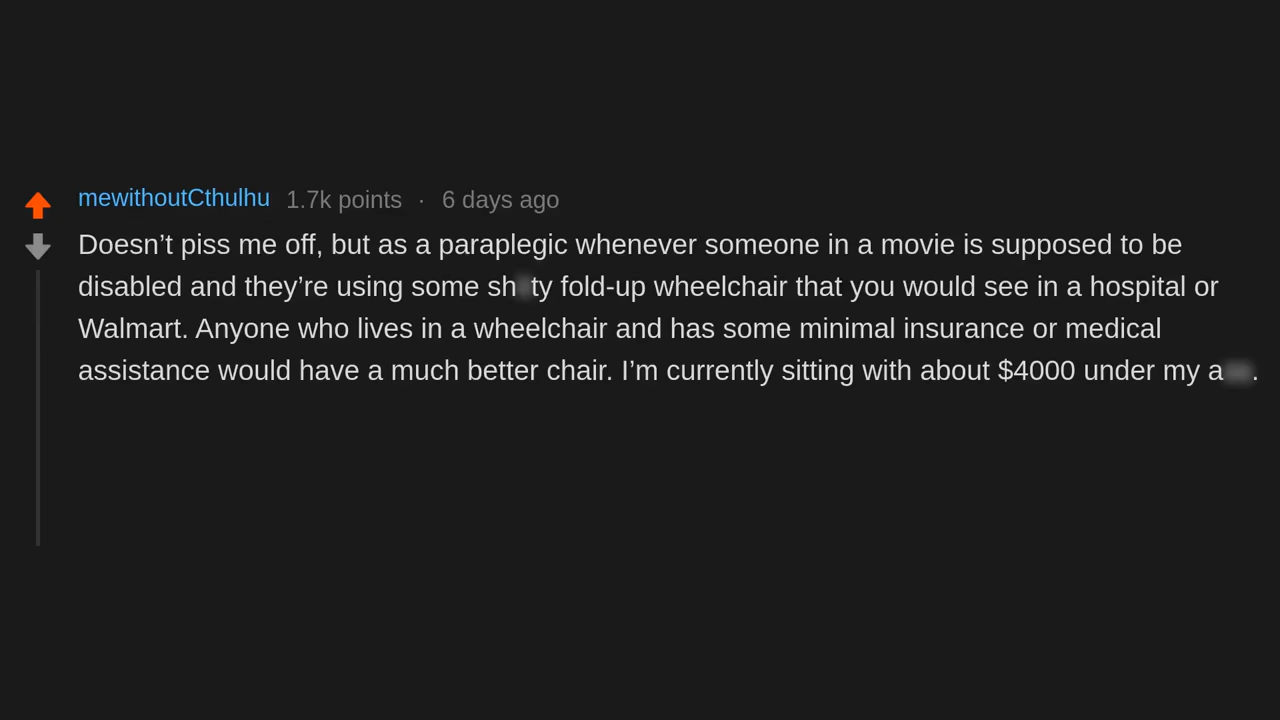 mewithoutCthulhu 1.7k points · 6 days ago
Doesn’t piss me off, but as a paraplegic whenever someone in a movie is supposed to be
disabled and they’re using some fold-up wheelchair that you would see in a hospital or
Walmart. Anyone who lives in a wheelchair and has some minimal insurance or medical
assistance would have a much better chair. I’m currently sitting with about $4000 under my